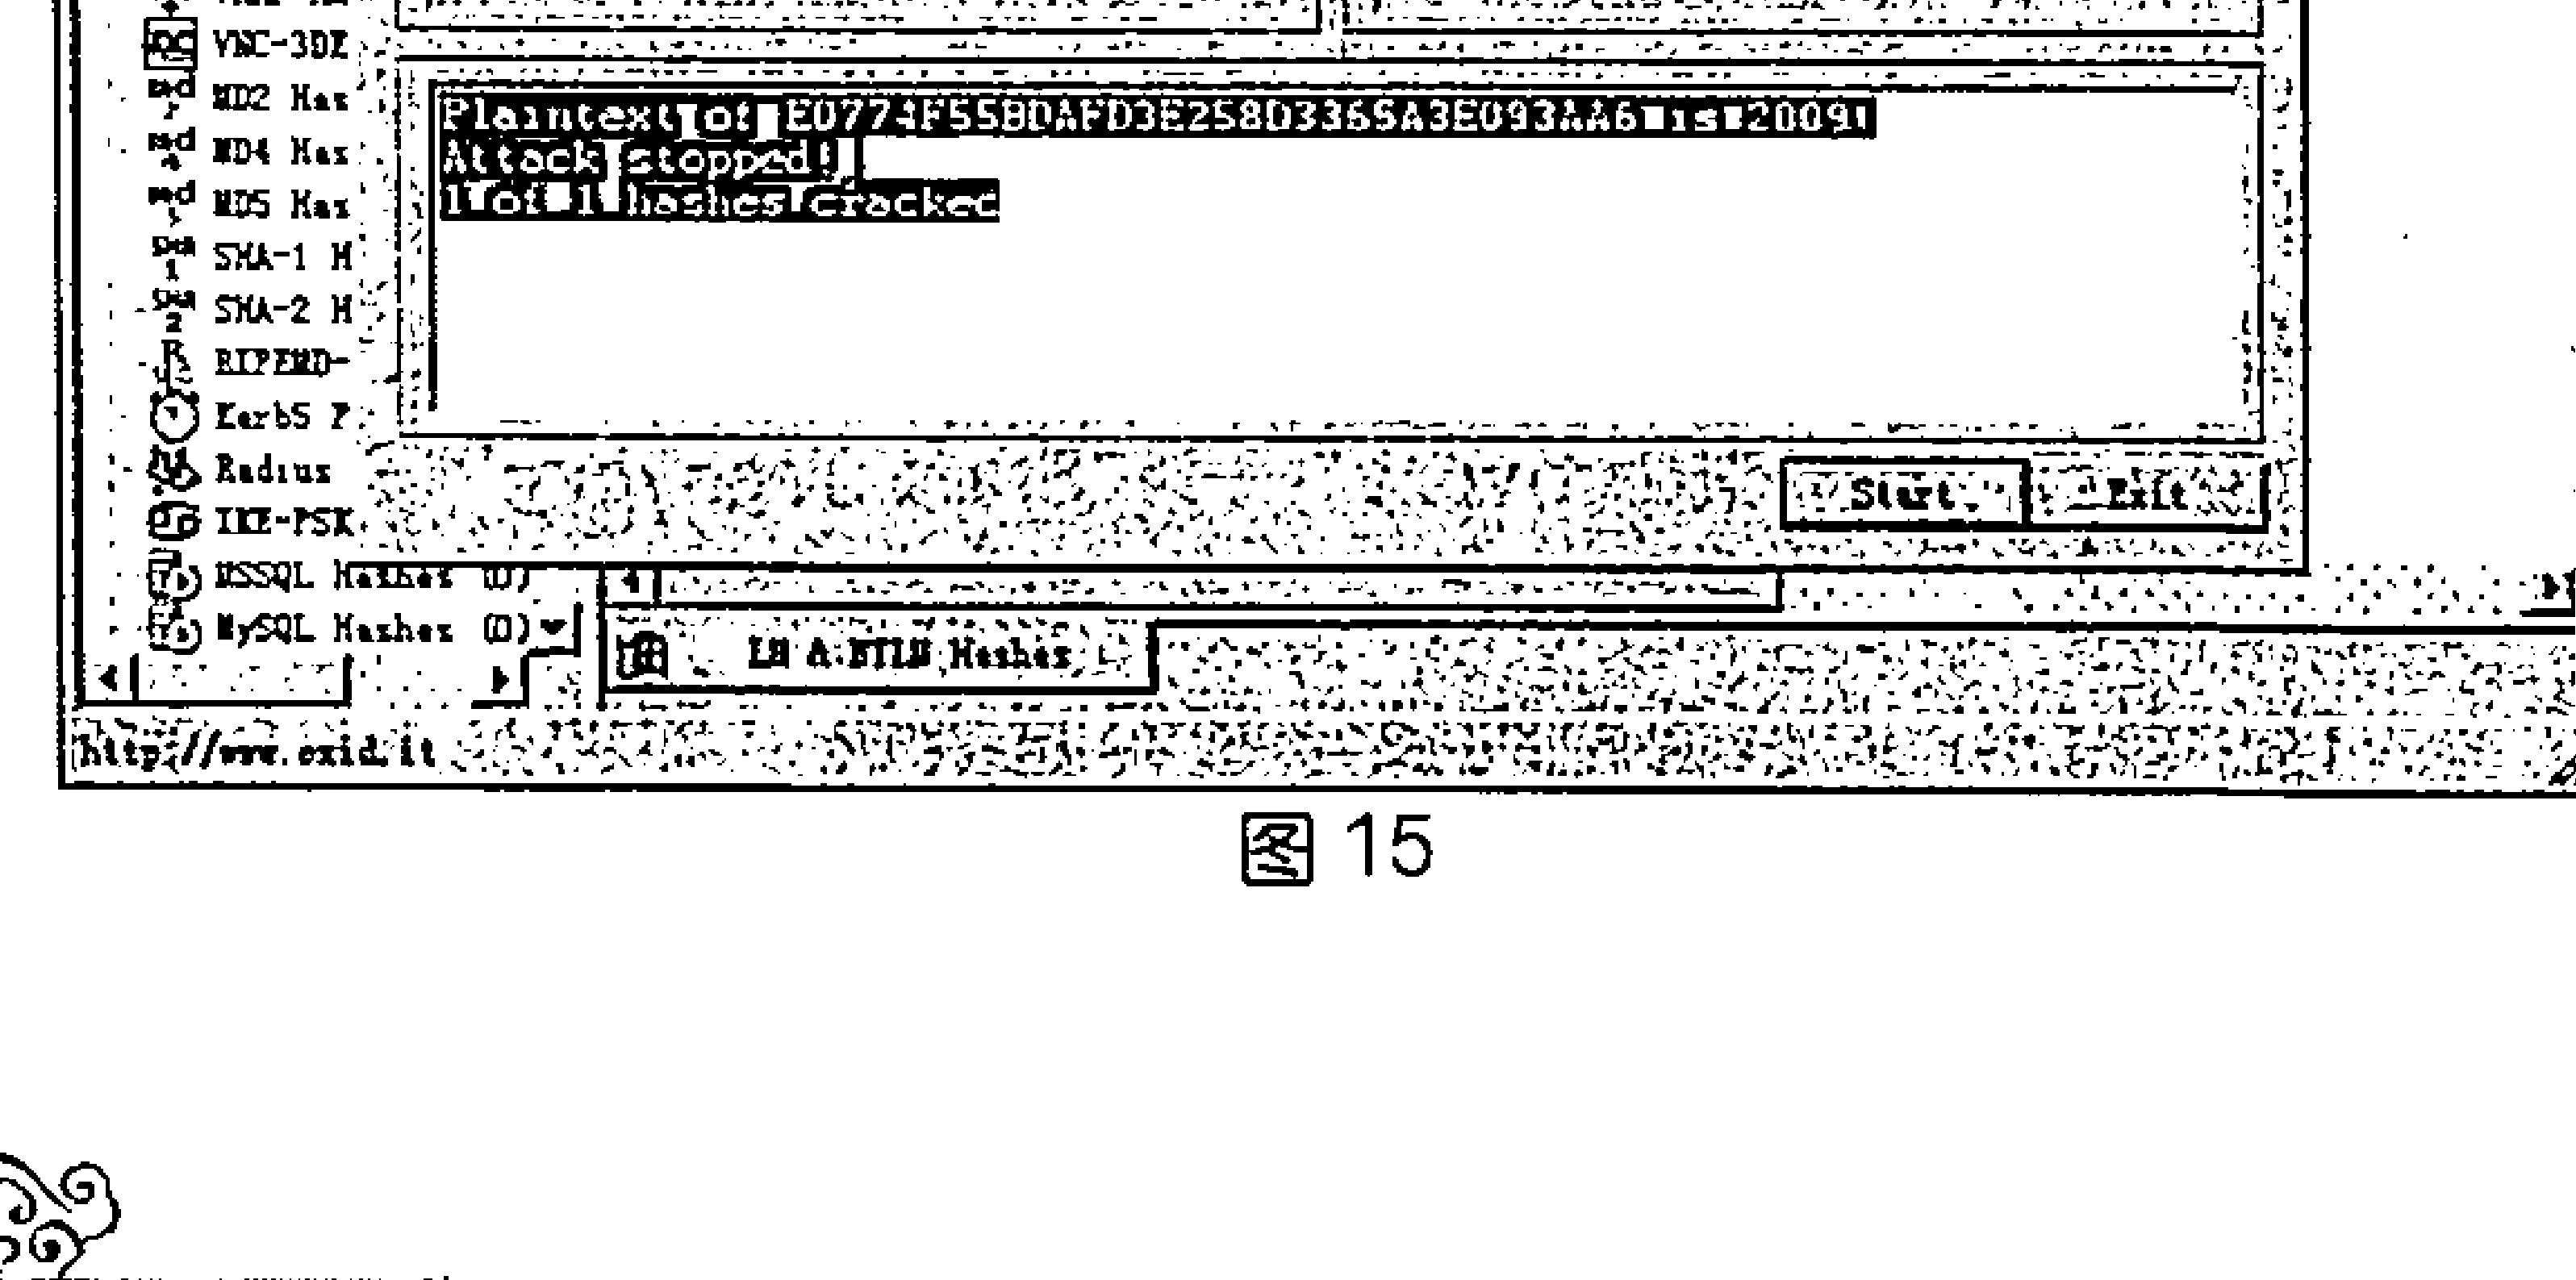 VNC-3DE
MD2 Has
MD4 Has
MD5 Has
SHA-1 H
SHA-2 H
RIPEMD-
Kerb5 P
Radius
IKE-PSK
MSSQL Hashes (0)
MySQL Hashes (0)
Plaintext of E0774F55BDAFD3E258D3365A3E093AA6 is 2009!
Attack stopped!
1 of 1 hashes cracked
Start
Exit
LM & NTLM Hashes
http://www.oxid.it
图 15